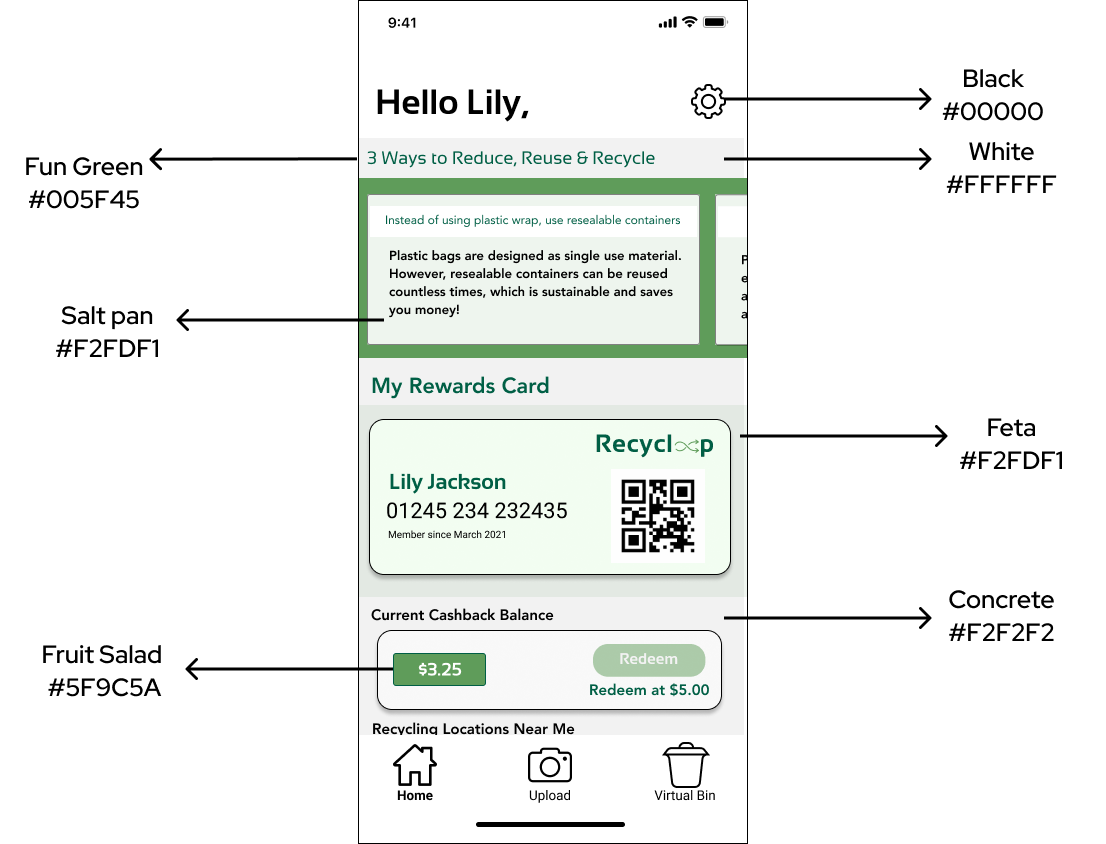 9:41
Hello Lily,
Black
#00000
3 Ways to Reduce, Reuse & Recycle
White
#FFFFFF
Fun Green
#005F45
Instead of using plastic wrap, use resealable containers
Plastic bags are designed as single use material.
However, resealable containers can be reused
countless times, which is sustainable and saves
you money!
P
e
a
a
Salt pan
#F2FDF1
My Rewards Card
Recycl p
Feta
#F2FDF1
Lily Jackson
01245 234 232435
Member since March 2021
Concrete
#F2F2F2
Current Cashback Balance
Fruit Salad
#5F9C5A
$3.25
Redeem
Redeem at $5.00
Recycling Locations Near Me
Home
Upload
Virtual Bin